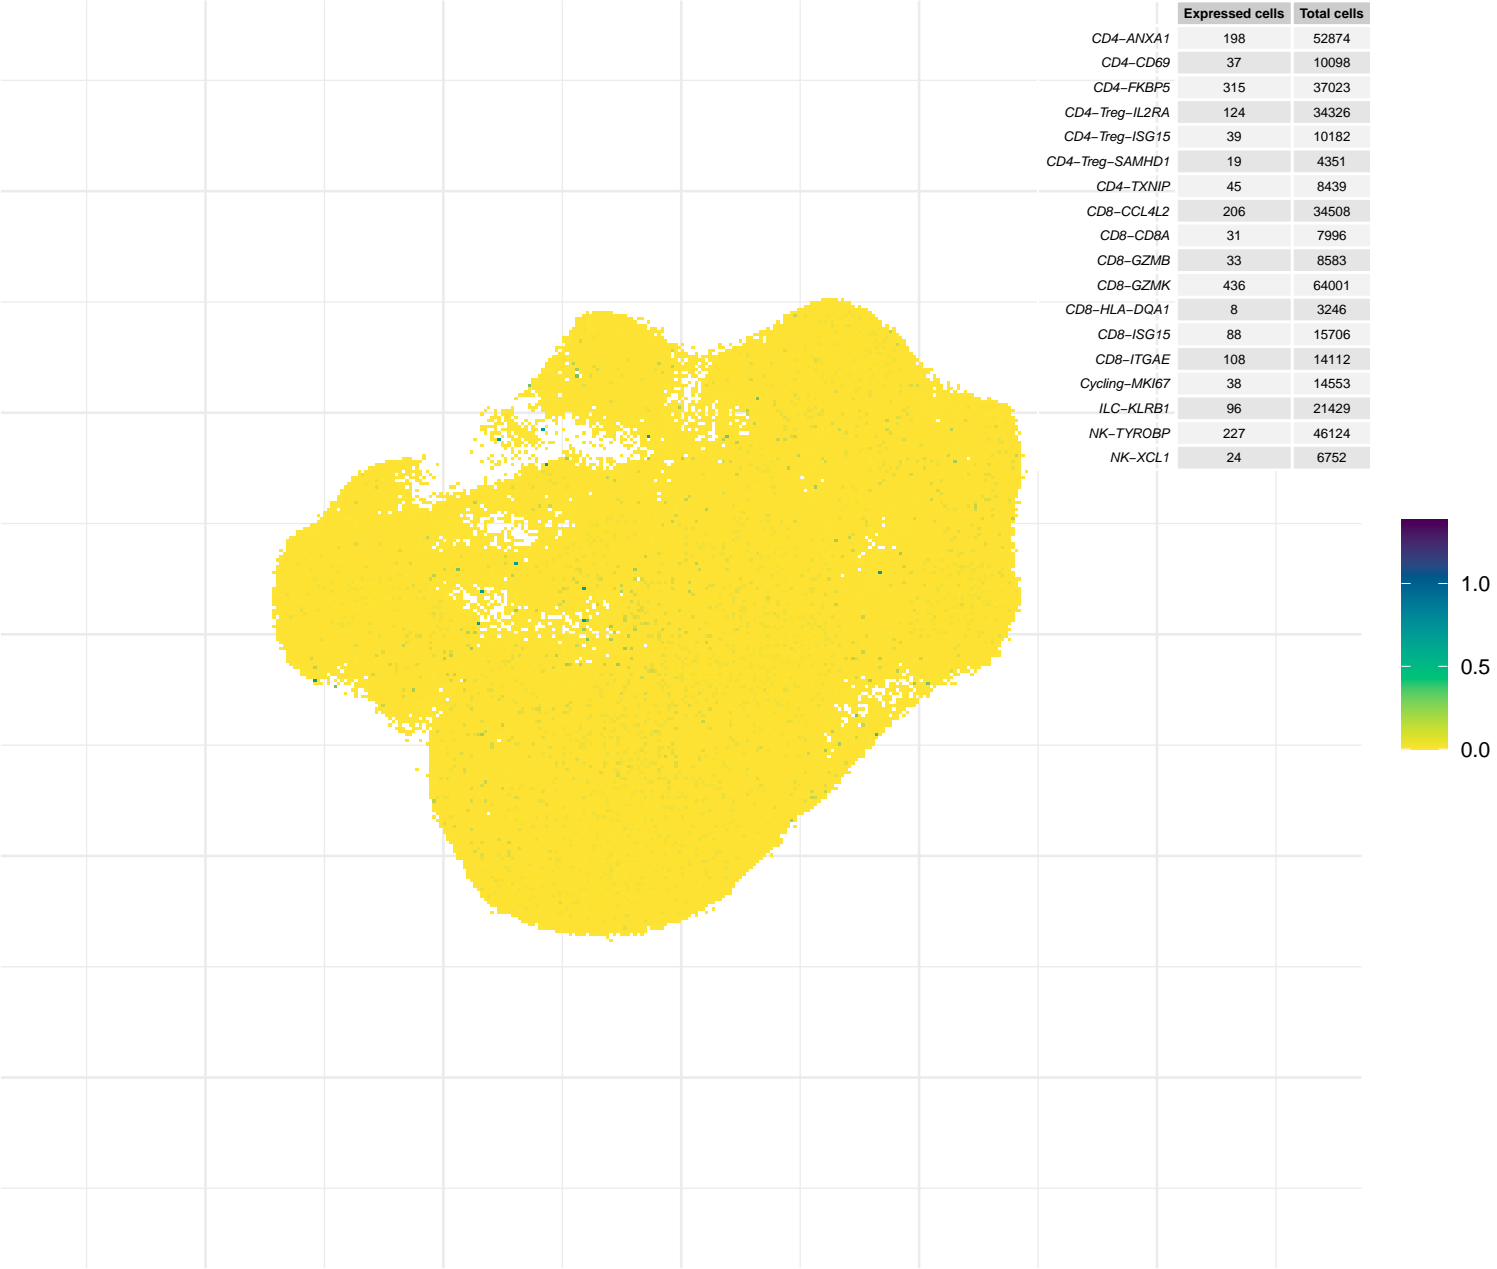 Expressed cells Total cells
CD4−ANXA1 198 52874
CD4−CD69 37 10098
CD4−FKBP5 315 37023
CD4−Treg−IL2RA 124 34326
CD4−Treg−ISG15 39 10182
CD4−Treg−SAMHD1 19 4351
CD4−TXNIP 45 8439
CD8−CCL4L2 206 34508
CD8−CD8A 31 7996
CD8−GZMB 33 8583
CD8−GZMK 436 64001
CD8−HLA−DQA1 8 3246
CD8−ISG15 88 15706
CD8−ITGAE 108 14112
Cycling−MKI67 38 14553
ILC−KLRB1 96 21429
NK−TYROBP 227 46124
NK−XCL1 24 6752
1.0
0.5
0.0